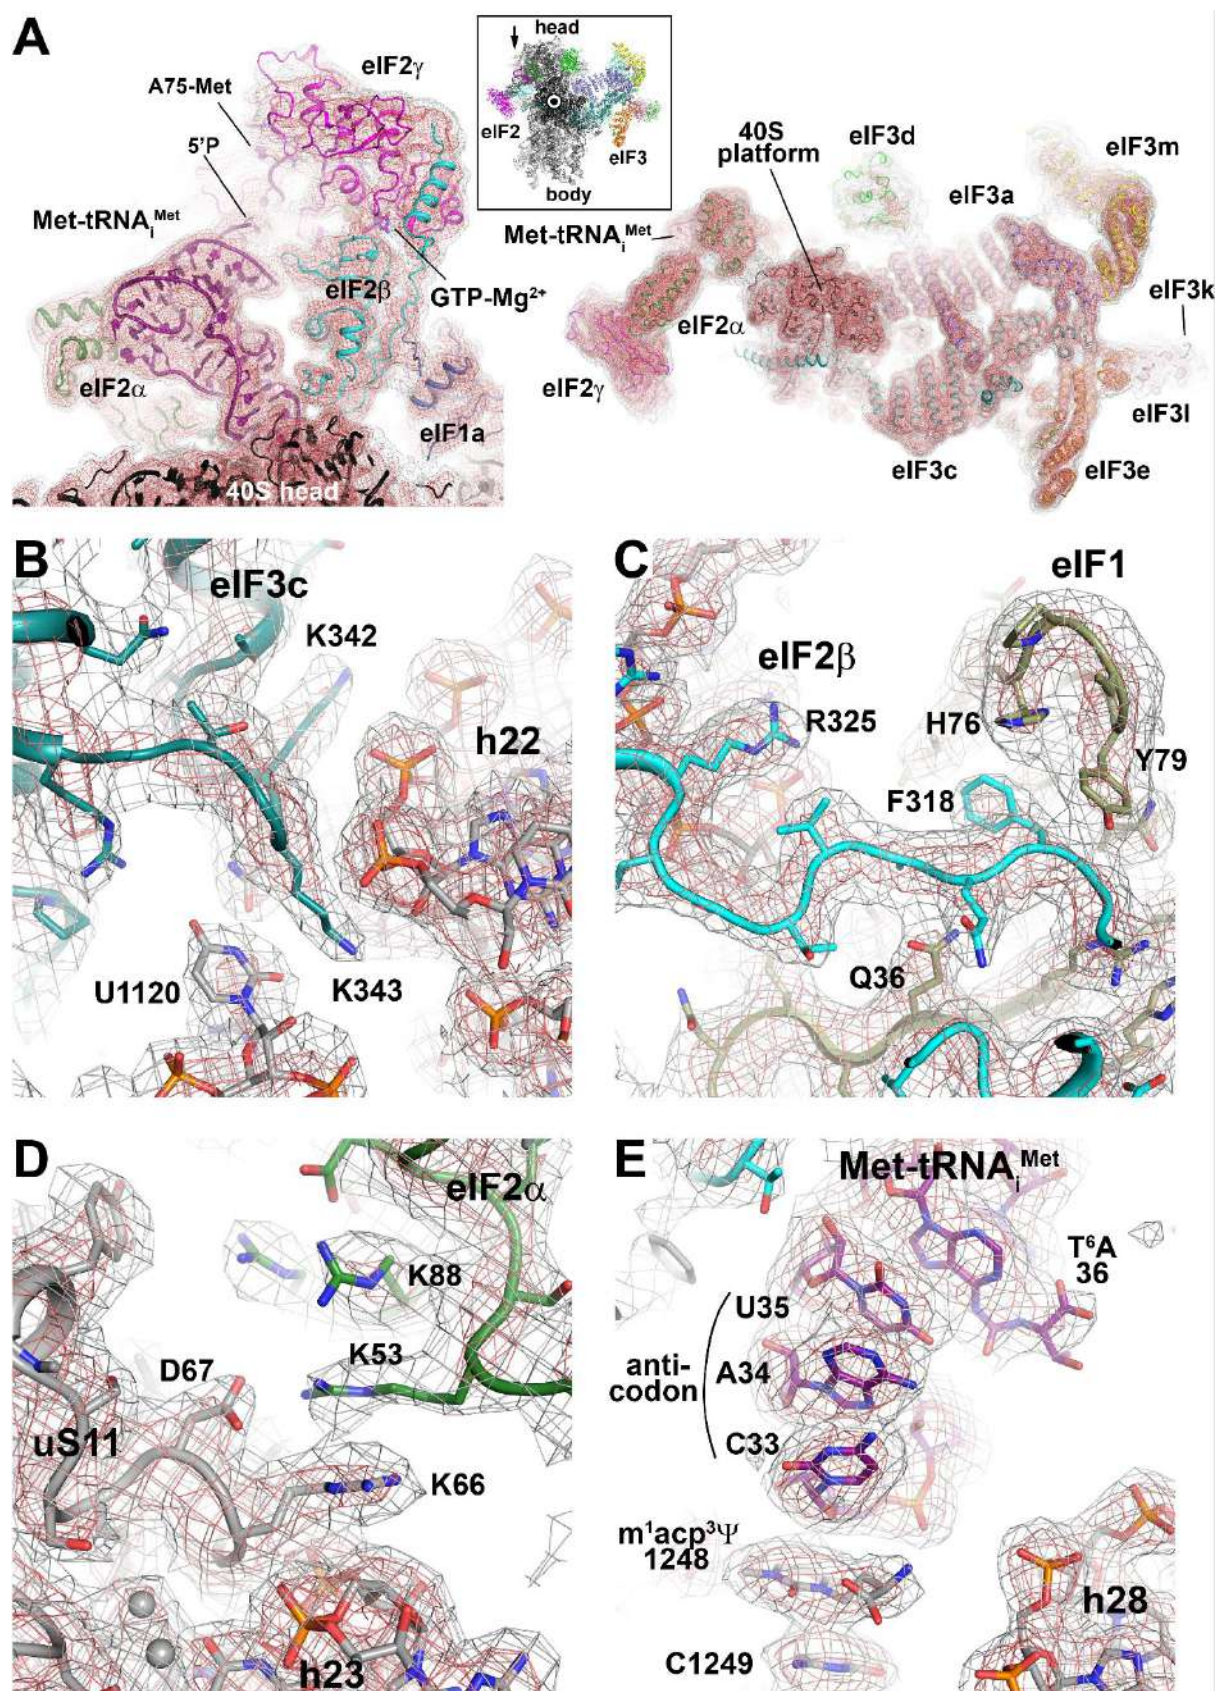 A
eIF2γ
A75-Met
5'P
Met-tRNAᵢᴹᵉᵗ
eIF2β
GTP-Mg²⁺
eIF2α
eIF1a
40S head
head
eIF2
eIF3
body
40S
platform
eIF3d
eIF3m
eIF3a
Met-tRNAᵢᴹᵉᵗ
eIF3k
eIF2α
eIF2γ
eIF3l
eIF3c
eIF3e
B
eIF3c
K342
h22
U1120
K343
C
eIF1
eIF2β
R325
H76
Y79
F318
Q36
D
eIF2α
K88
K53
D67
uS11
K66
h23
E
Met-tRNAᵢᴹᵉᵗ
T⁶A
36
U35
anti-
codon
A34
C33
m¹acp³Ψ
1248
h28
C1249